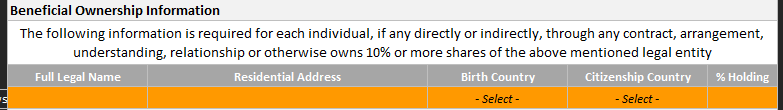 Beneficial Ownership Information
The following information is required for each individual, if any directly or indirectly, through any contract, arrangement,
understanding, relationship or otherwise owns 10% or more shares of the above mentioned legal entity
Full Legal Name Residential Address Birth Country Citizenship Country % Holding
- Select - - Select -